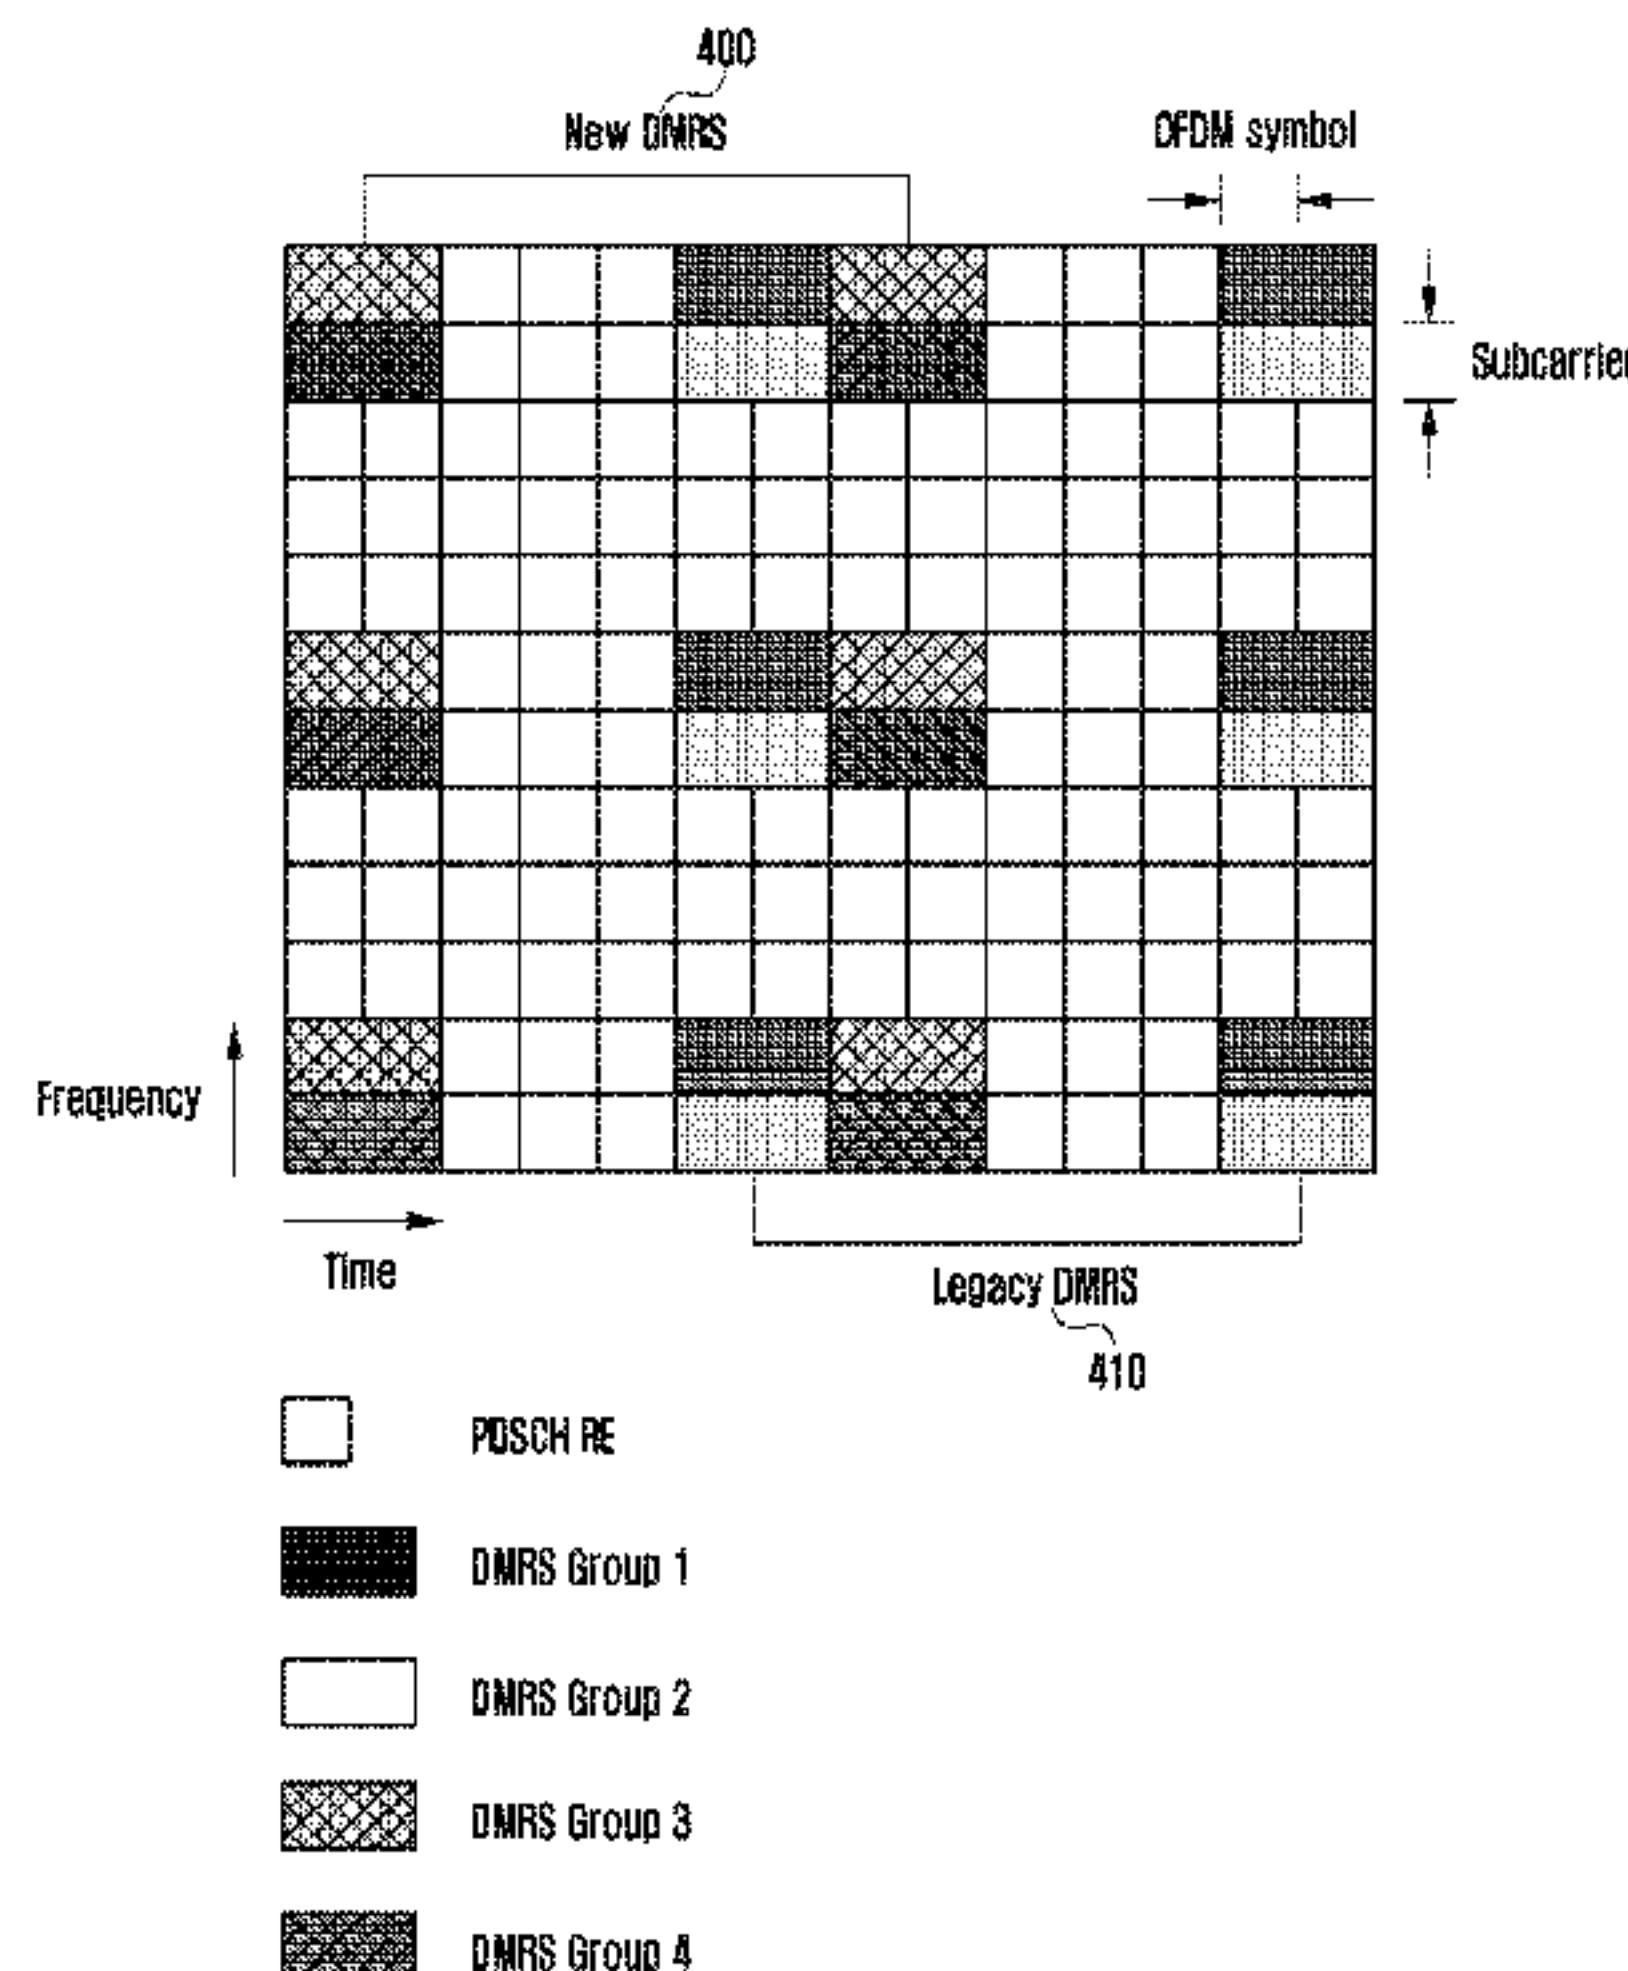 400
New DMRS
OFDM symbol
Subcarrier
Frequency
Time
Legacy DMRS
410
PDSCH RE
DMRS Group 1
DMRS Group 2
DMRS Group 3
DMRS Group 4